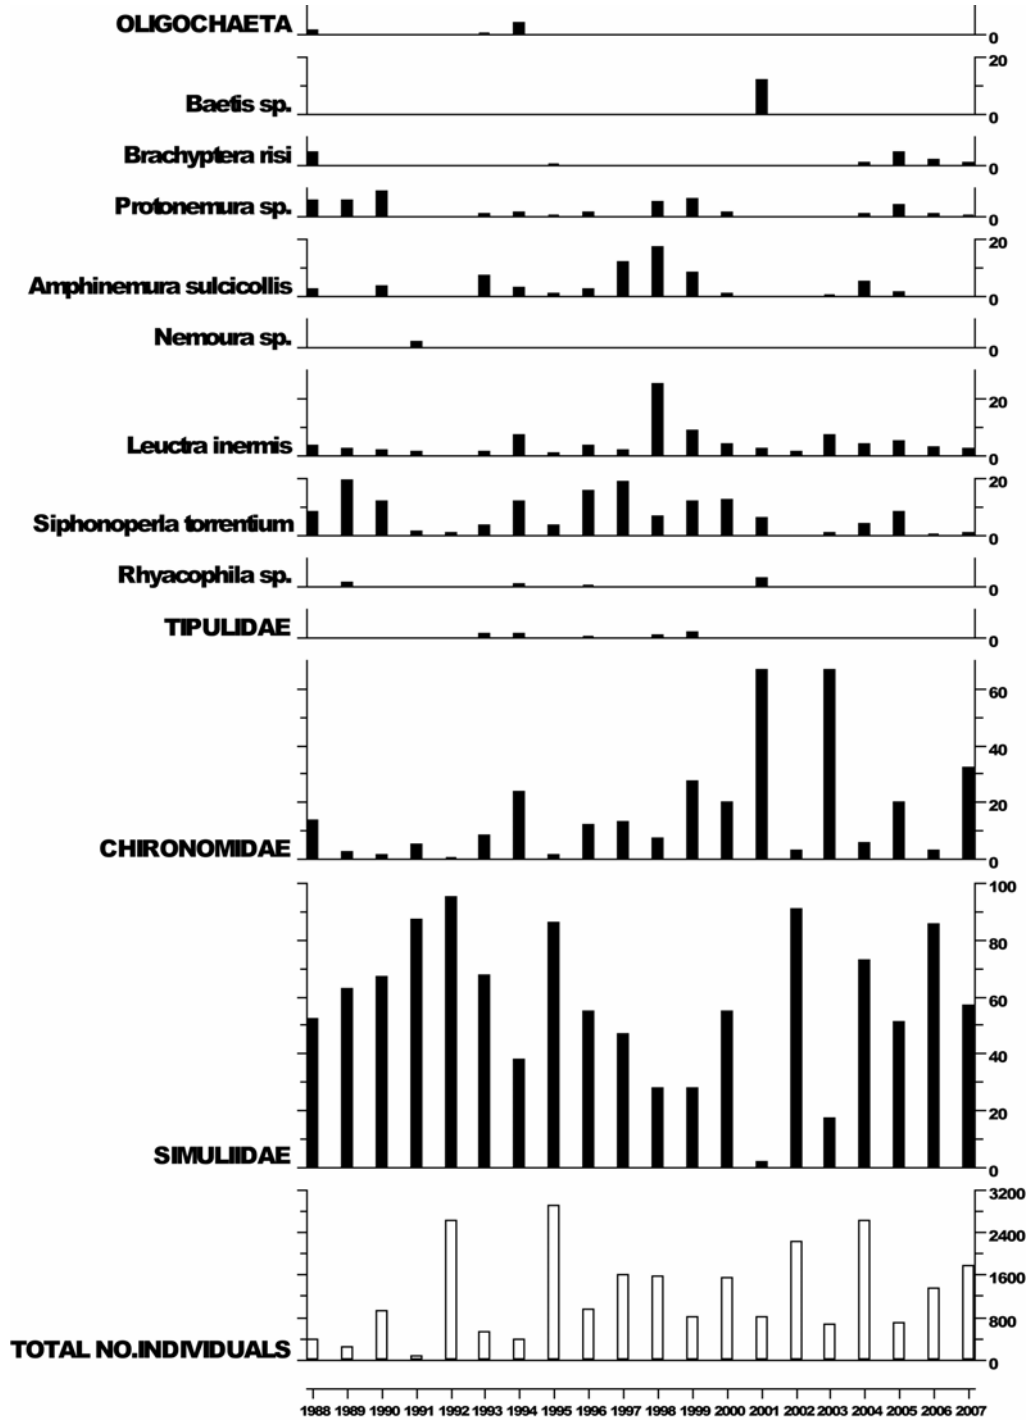 OLIGOCHAETA
0
20
Baetis sp.
0
Brachyptera risi
0
Protonemura sp.
0
20
Amphinemura sulcicollis
0
Nemoura sp.
0
20
Leuctra inermis
0
20
Siphonoperla torrentium
0
Rhyacophila sp.
0
TIPULIDAE
0
60
40
20
CHIRONOMIDAE
0
100
80
60
40
20
SIMULIIDAE
0
3200
2400
1600
800
TOTAL NO.INDIVIDUALS
0
1988 1989 1990 1991 1992 1993 1994 1995 1996 1997 1998 1999 2000 2001 2002 2003 2004 2005 2006 2007